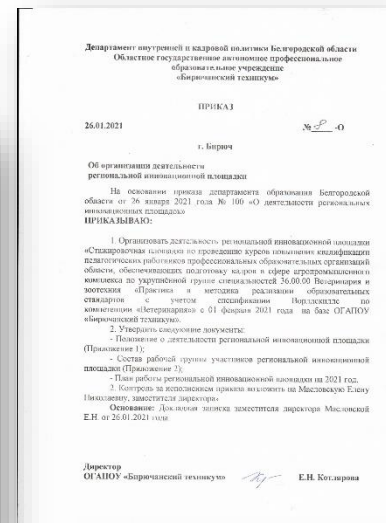 Департамент внутренней и кадровой политики Белгородской области
Областное государственное автономное профессиональное
образовательное учреждение
«Бирючанский техникум»
ПРИКАЗ
26.01.2021 № 8 -О
г. Бирюч
Об организации деятельности
региональной инновационной площадки
На основании приказа департамента образования Белгородской
области от 26 января 2021 года № 100 «О деятельности региональных
инновационных площадок»
ПРИКАЗЫВАЮ:
1. Организовать деятельность региональной инновационной площадки
«Стажировочная площадка по проведению курсов повышения квалификации
педагогических работников профессиональных образовательных организаций
области, обеспечивающих подготовку кадров в сфере агропромышленного
комплекса по укрупнённой группе специальностей 36.00.00 Ветеринария и
зоотехния «Практика и методика реализации образовательных
стандартов с учетом спецификации Ворлдскиллс по
компетенции «Ветеринария»» с 01 февраля 2021 года на базе ОГАПОУ
«Бирючанский техникум».
2. Утвердить следующие документы:
- Положение о деятельности региональной инновационной площадки
(Приложение 1);
- Состав рабочей группы участников региональной инновационной
площадки (Приложение 2);
- План работы региональной инновационной площадки на 2021 год.
2. Контроль за исполнением приказа возложить на Масловскую Елену
Николаевну, заместителя директора.
Основание: Докладная записка заместителя директора Масловской
Е.Н. от 26.01.2021 года
Директор
ОГАПОУ «Бирючанский техникум» Е.Н. Котлярова